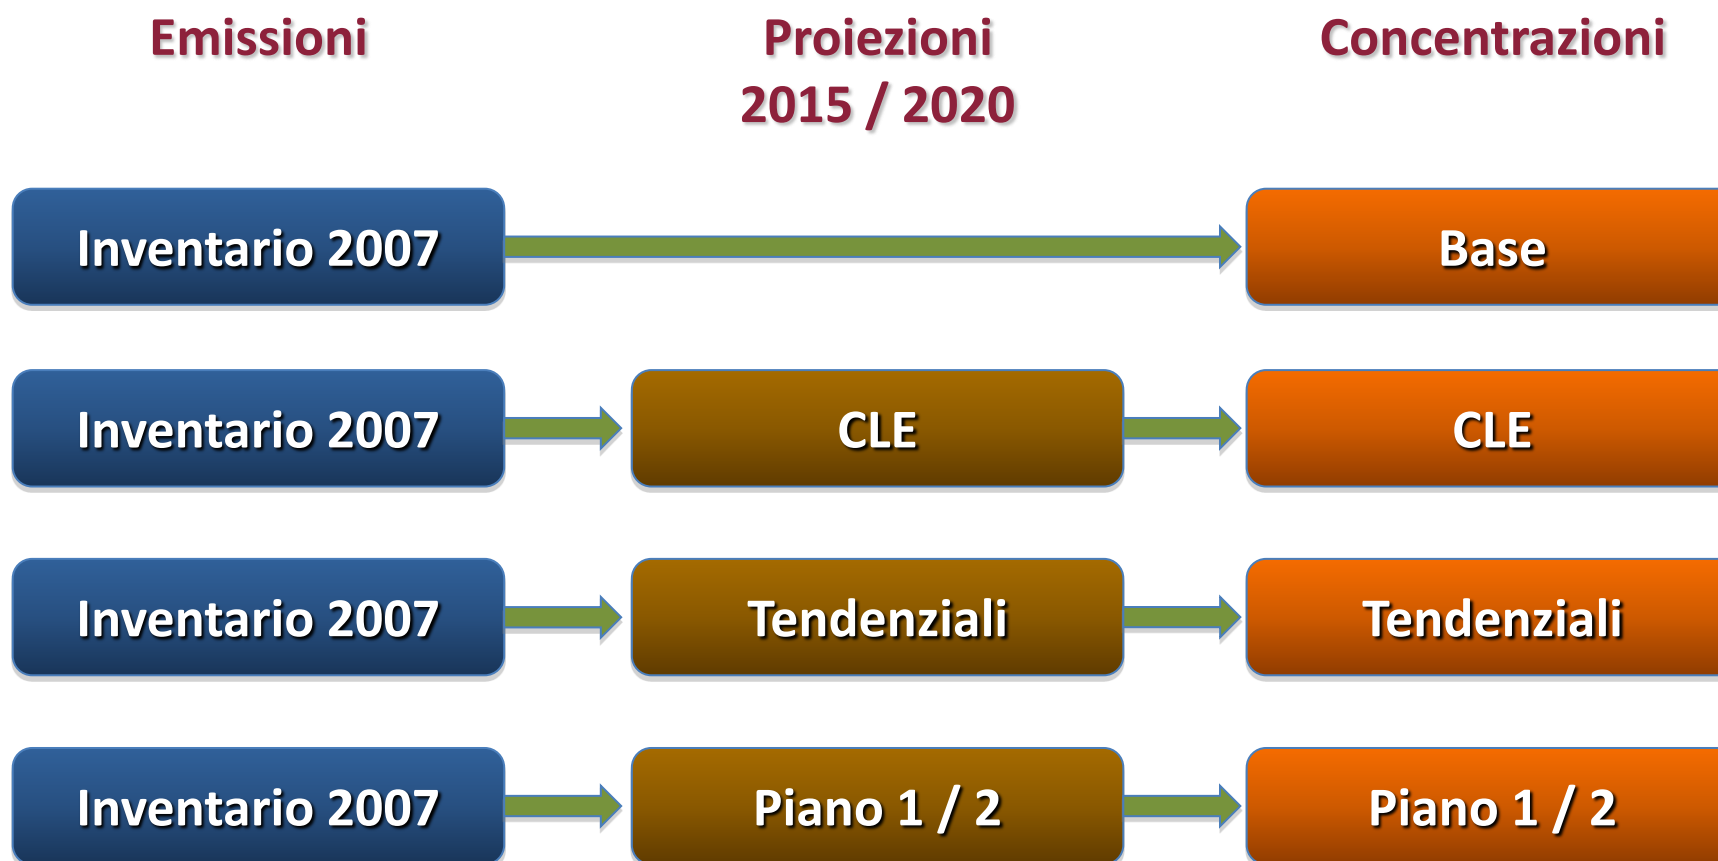 Emissioni
Proiezioni
2015 / 2020
Concentrazioni
Inventario 2007
Base
Inventario 2007
CLE
CLE
Inventario 2007
Tendenziali
Tendenziali
Inventario 2007
Piano 1 / 2
Piano 1 / 2